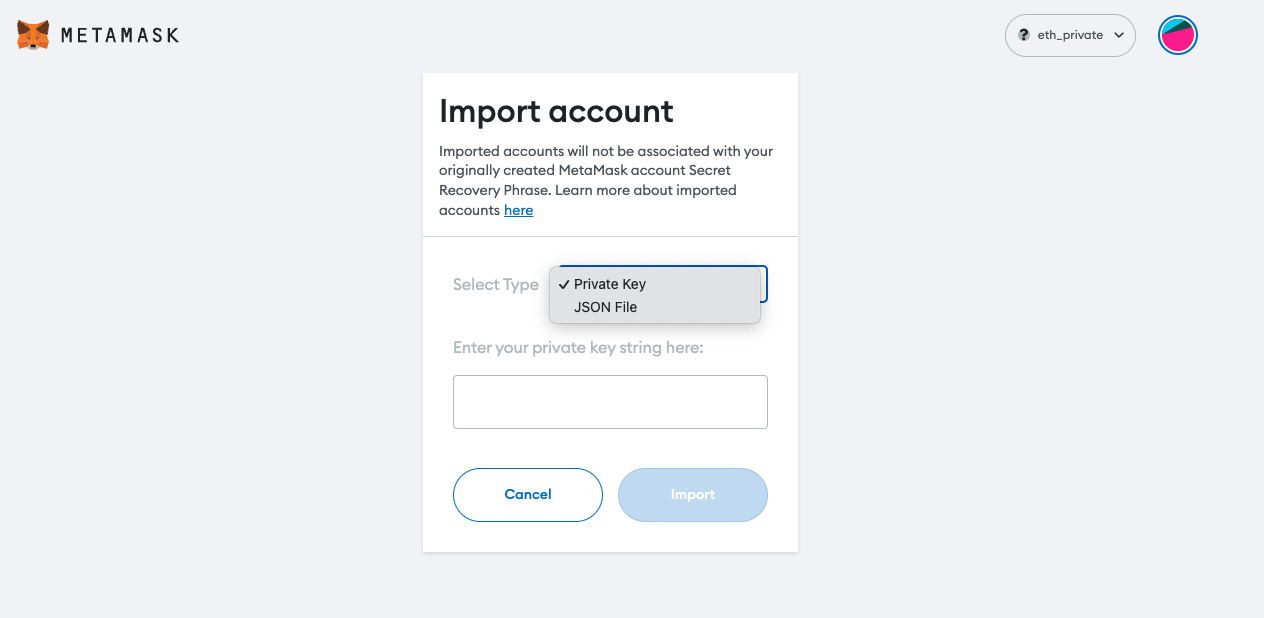 METAMASK
? eth_private
Import account
Imported accounts will not be associated with your
originally created MetaMask account Secret
Recovery Phrase. Learn more about imported
accounts here
Select Type
✓ Private Key
JSON File
Enter your private key string here:
Cancel
Import